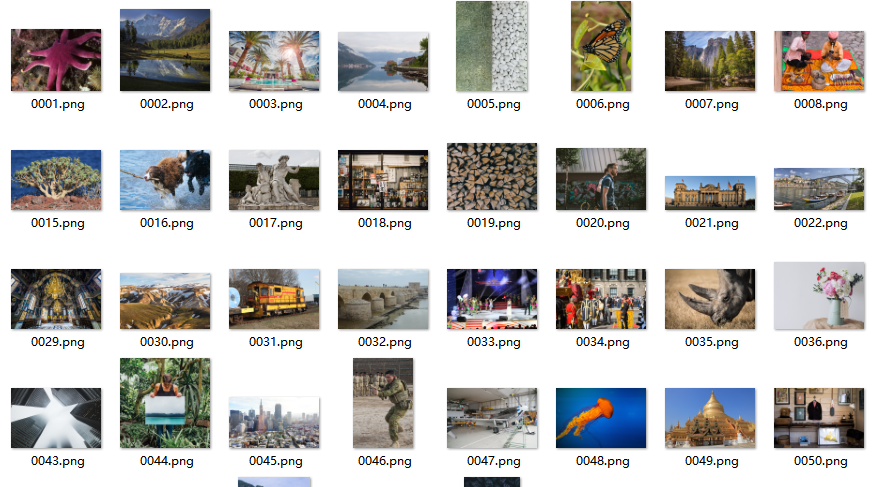 0001.png 0002.png 0003.png 0004.png 0005.png 0006.png 0007.png 0008.png
0015.png 0016.png 0017.png 0018.png 0019.png 0020.png 0021.png 0022.png
0029.png 0030.png 0031.png 0032.png 0033.png 0034.png 0035.png 0036.png
0043.png 0044.png 0045.png 0046.png 0047.png 0048.png 0049.png 0050.png